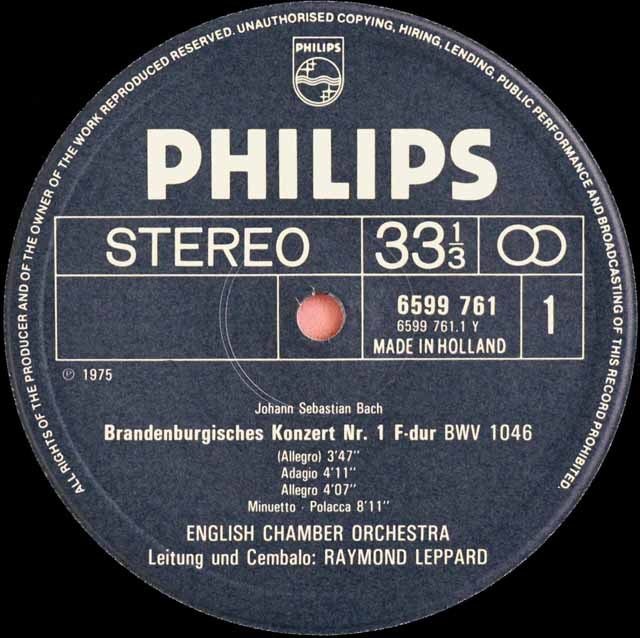 ALL RIGHTS OF THE PRODUCER AND OF THE OWNER OF THE WORK REPRODUCED RESERVED. UNAUTHORISED COPYING, HIRING, LENDING, PUBLIC PERFORMANCE AND BROADCASTING OF THIS RECORD PROHIBITED.
PHILIPS
PHILIPS
STEREO 33 1/3
6599 761 1
6599 761.1 Y
MADE IN HOLLAND
℗ 1975
Johann Sebastian Bach
Brandenburgisches Konzert Nr. 1 F-dur BWV 1046
(Allegro) 3'47"
Adagio 4'11"
Allegro 4'07"
Minuetto · Polacca 8'11"
ENGLISH CHAMBER ORCHESTRA
Leitung und Cembalo: RAYMOND LEPPARD